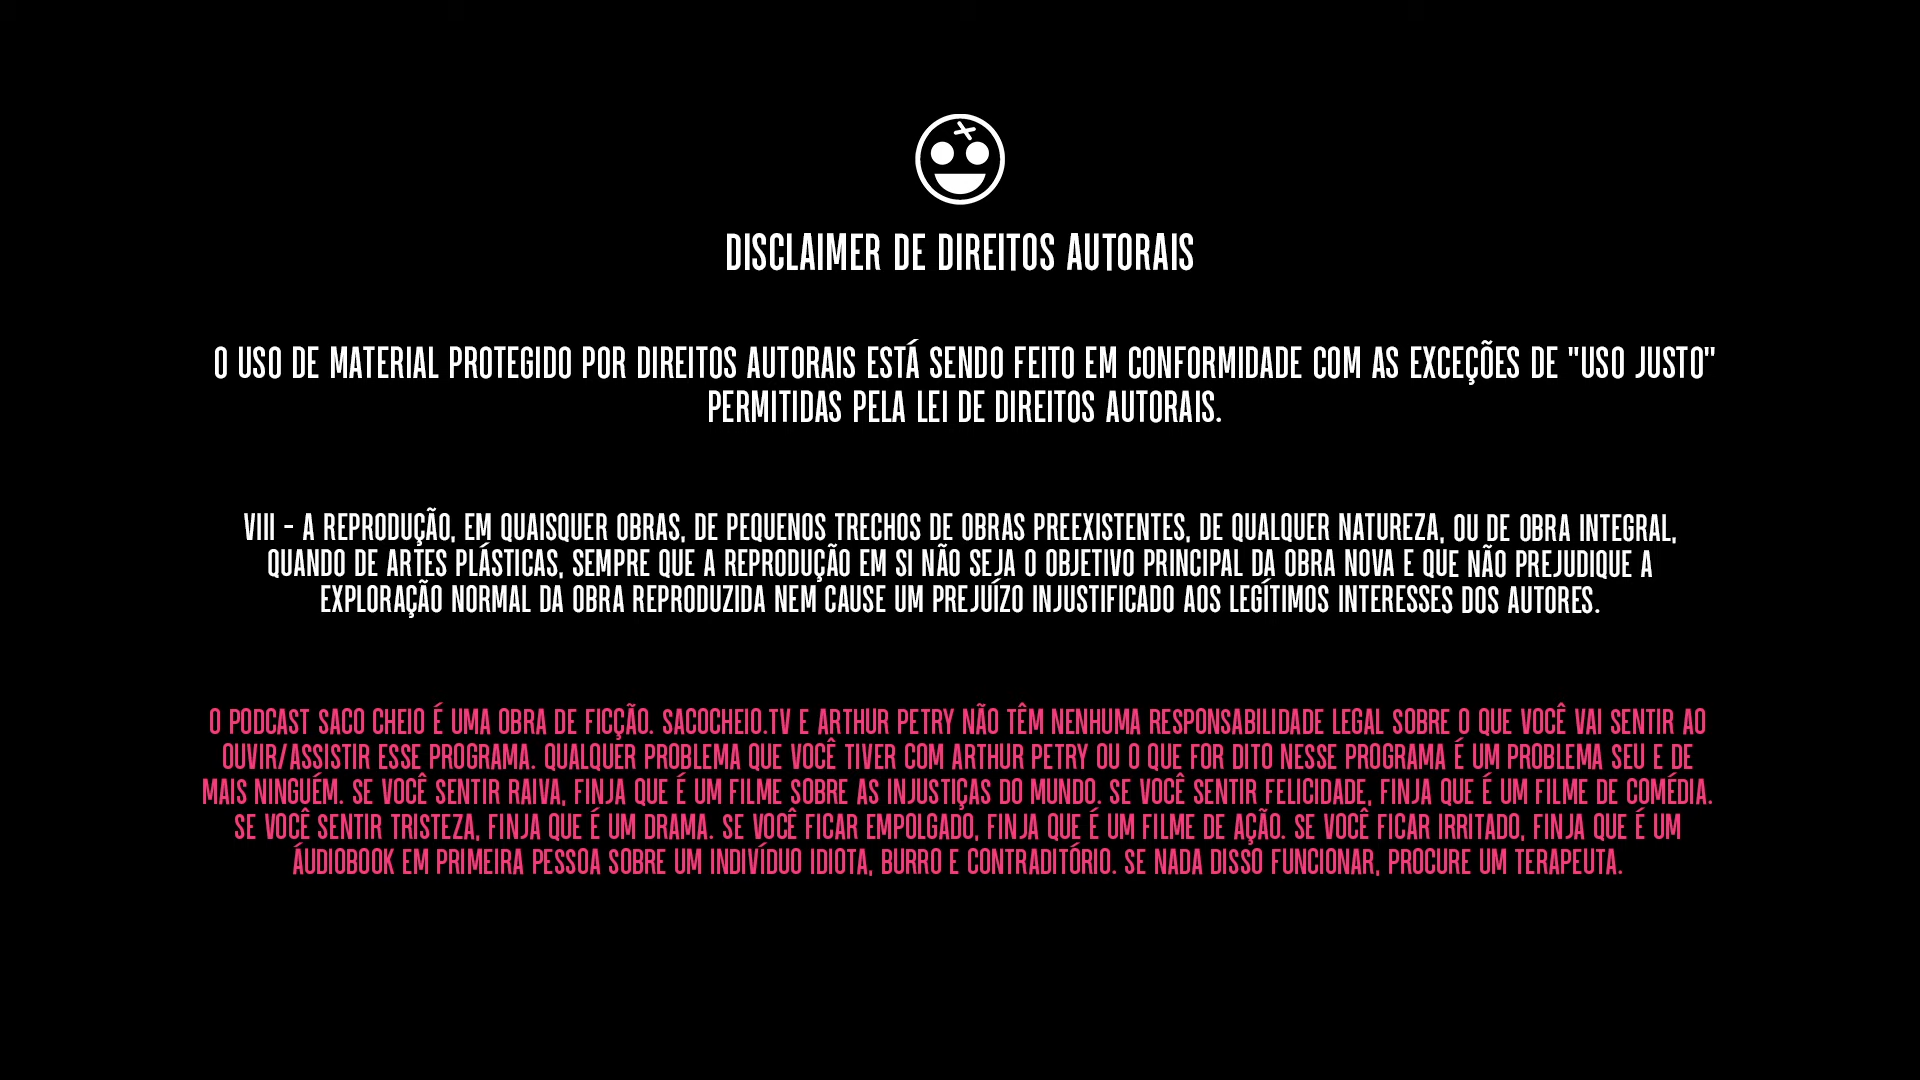 DISCLAIMER DE DIREITOS AUTORAIS
O USO DE MATERIAL PROTEGIDO POR DIREITOS AUTORAIS ESTÁ SENDO FEITO EM CONFORMIDADE COM AS EXCEÇÕES DE "USO JUSTO"
PERMITIDAS PELA LEI DE DIREITOS AUTORAIS.
VIII - A REPRODUÇÃO, EM QUAISQUER OBRAS, DE PEQUENOS TRECHOS DE OBRAS PREEXISTENTES, DE QUALQUER NATUREZA, OU DE OBRA INTEGRAL,
QUANDO DE ARTES PLÁSTICAS, SEMPRE QUE A REPRODUÇÃO EM SI NÃO SEJA O OBJETIVO PRINCIPAL DA OBRA NOVA E QUE NÃO PREJUDIQUE A
EXPLORAÇÃO NORMAL DA OBRA REPRODUZIDA NEM CAUSE UM PREJUÍZO INJUSTIFICADO AOS LEGÍTIMOS INTERESSES DOS AUTORES.
O PODCAST SACO CHEIO É UMA OBRA DE FICÇÃO. SACOCHEIO.TV E ARTHUR PETRY NÃO TÊM NENHUMA RESPONSABILIDADE LEGAL SOBRE O QUE VOCÊ VAI SENTIR AO
OUVIR/ASSISTIR ESSE PROGRAMA. QUALQUER PROBLEMA QUE VOCÊ TIVER COM ARTHUR PETRY OU O QUE FOR DITO NESSE PROGRAMA É UM PROBLEMA SEU E DE
MAIS NINGUÉM. SE VOCÊ SENTIR RAIVA, FINJA QUE É UM FILME SOBRE AS INJUSTIÇAS DO MUNDO. SE VOCÊ SENTIR FELICIDADE, FINJA QUE É UM FILME DE COMÉDIA.
SE VOCÊ SENTIR TRISTEZA, FINJA QUE É UM DRAMA. SE VOCÊ FICAR EMPOLGADO, FINJA QUE É UM FILME DE AÇÃO. SE VOCÊ FICAR IRRITADO, FINJA QUE É UM
ÁUDIOBOOK EM PRIMEIRA PESSOA SOBRE UM INDIVÍDUO IDIOTA, BURRO E CONTRADITÓRIO. SE NADA DISSO FUNCIONAR, PROCURE UM TERAPEUTA.